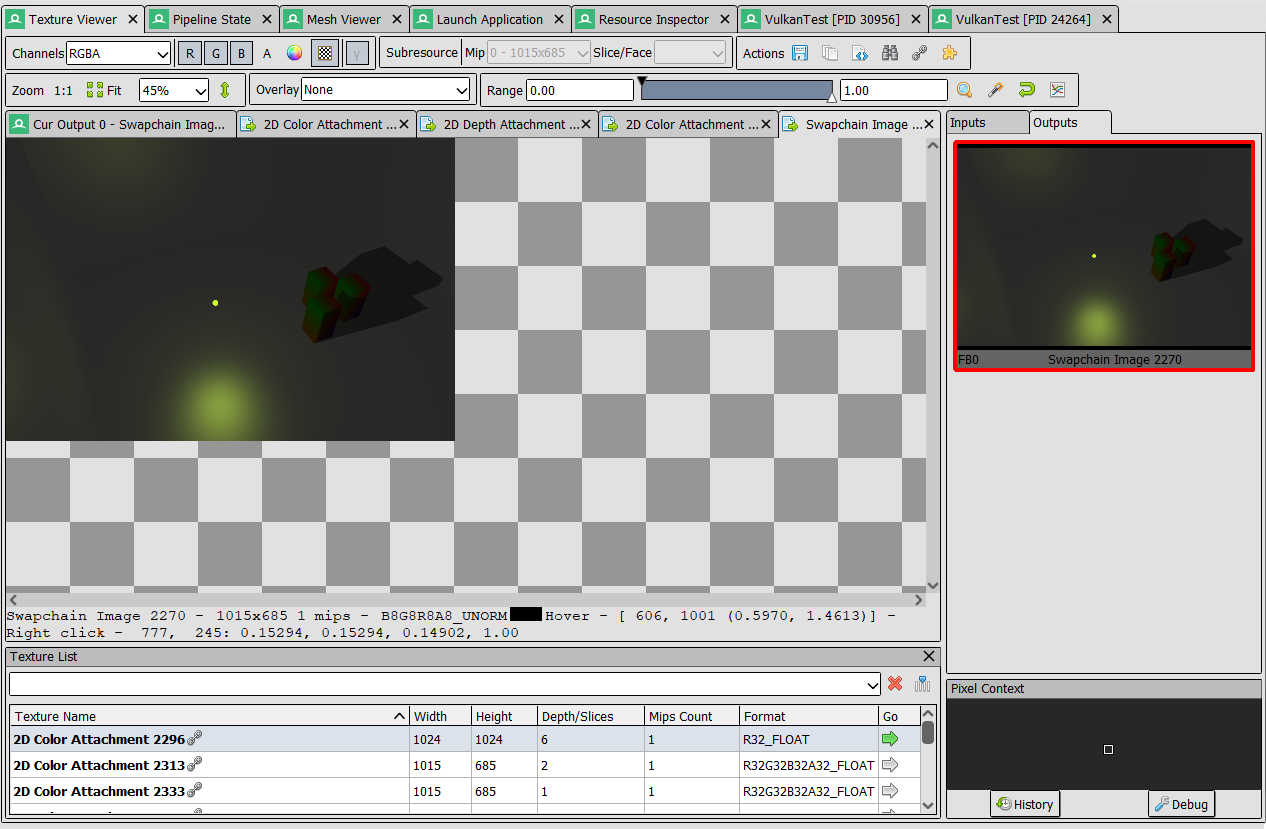 Texture Viewer
Pipeline State
Mesh Viewer
Launch Application
Resource Inspector
VulkanTest [PID 30956]
VulkanTest [PID 24264]
Channels RGBA R G B A γ
Subresource Mip 0 - 1015x685 Slice/Face
Actions
Zoom 1:1 Fit 45%
Overlay None
Range 0.00 1.00
Cur Output 0 - Swapchain Imag...
2D Color Attachment ...
2D Depth Attachment ...
2D Color Attachment ...
Swapchain Image ...
Inputs Outputs
FB0 Swapchain Image 2270
Swapchain Image 2270 - 1015x685 1 mips - B8G8R8A8_UNORM Hover - [ 606, 1001 (0.5970, 1.4613)] -
Right click - 777, 245: 0.15294, 0.15294, 0.14902, 1.00
Texture List
Texture Name Width Height Depth/Slices Mips Count Format Go
2D Color Attachment 2296 1024 1024 6 1 R32_FLOAT
2D Color Attachment 2313 1015 685 2 1 R32G32B32A32_FLOAT
2D Color Attachment 2333 1015 685 1 1 R32G32B32A32_FLOAT
Pixel Context
History Debug